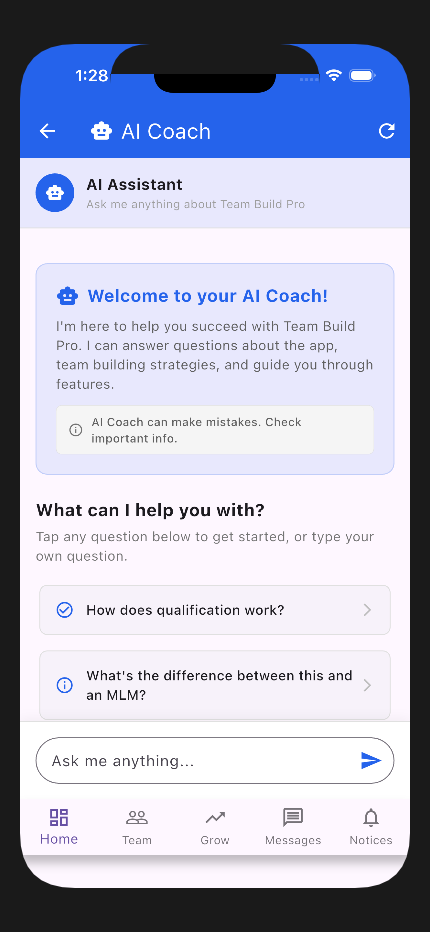 1:28
AI Coach
AI Assistant
Ask me anything about Team Build Pro
Welcome to your AI Coach!
I'm here to help you succeed with Team Build
Pro. I can answer questions about the app,
team building strategies, and guide you through
features.
AI Coach can make mistakes. Check
important info.
What can I help you with?
Tap any question below to get started, or type your
own question.
How does qualification work?
What's the difference between this and
an MLM?
Ask me anything...
Home
Team
Grow
Messages
Notices